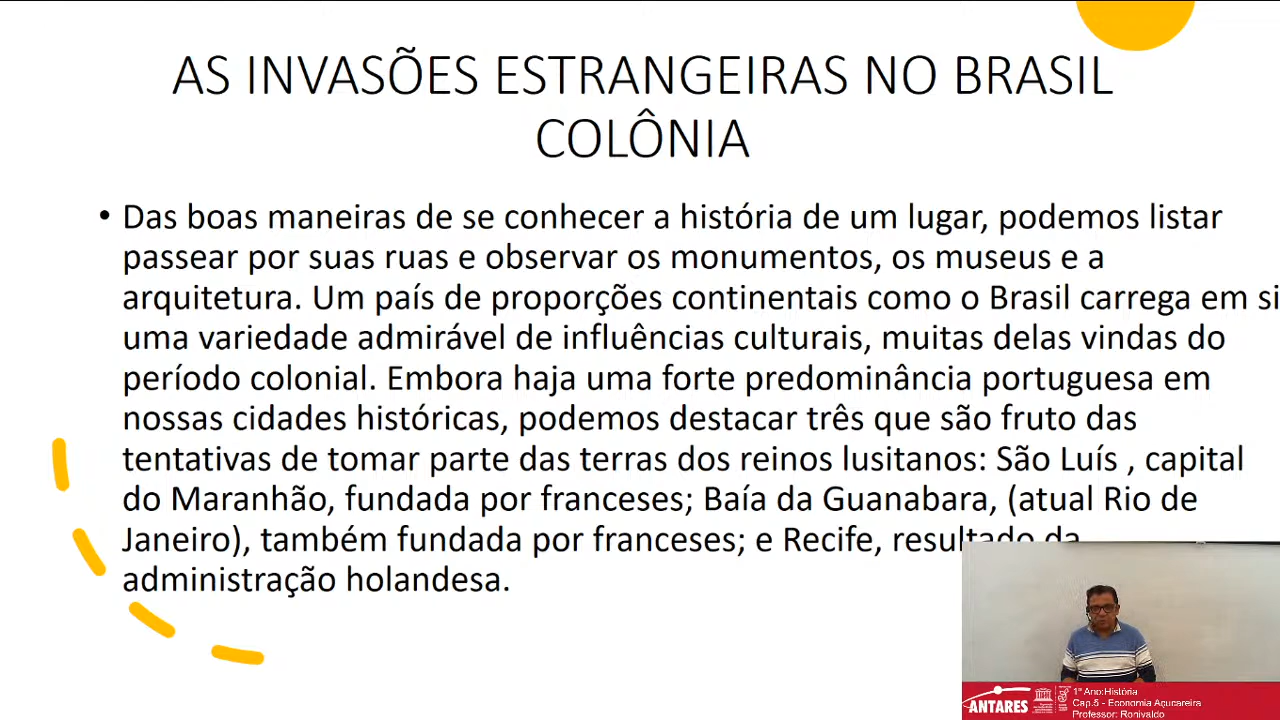 AS INVASÕES ESTRANGEIRAS NO BRASIL
COLÔNIA
• Das boas maneiras de se conhecer a história de um lugar, podemos listar
passear por suas ruas e observar os monumentos, os museus e a
arquitetura. Um país de proporções continentais como o Brasil carrega em si
uma variedade admirável de influências culturais, muitas delas vindas do
período colonial. Embora haja uma forte predominância portuguesa em
nossas cidades históricas, podemos destacar três que são fruto das
tentativas de tomar parte das terras dos reinos lusitanos: São Luís , capital
do Maranhão, fundada por franceses; Baía da Guanabara, (atual Rio de
Janeiro), também fundada por franceses; e Recife, resultado da
administração holandesa.
ANTARES
1º Ano:História
Cap.5 - Economia Açucareira
Professor: Ronivaldo